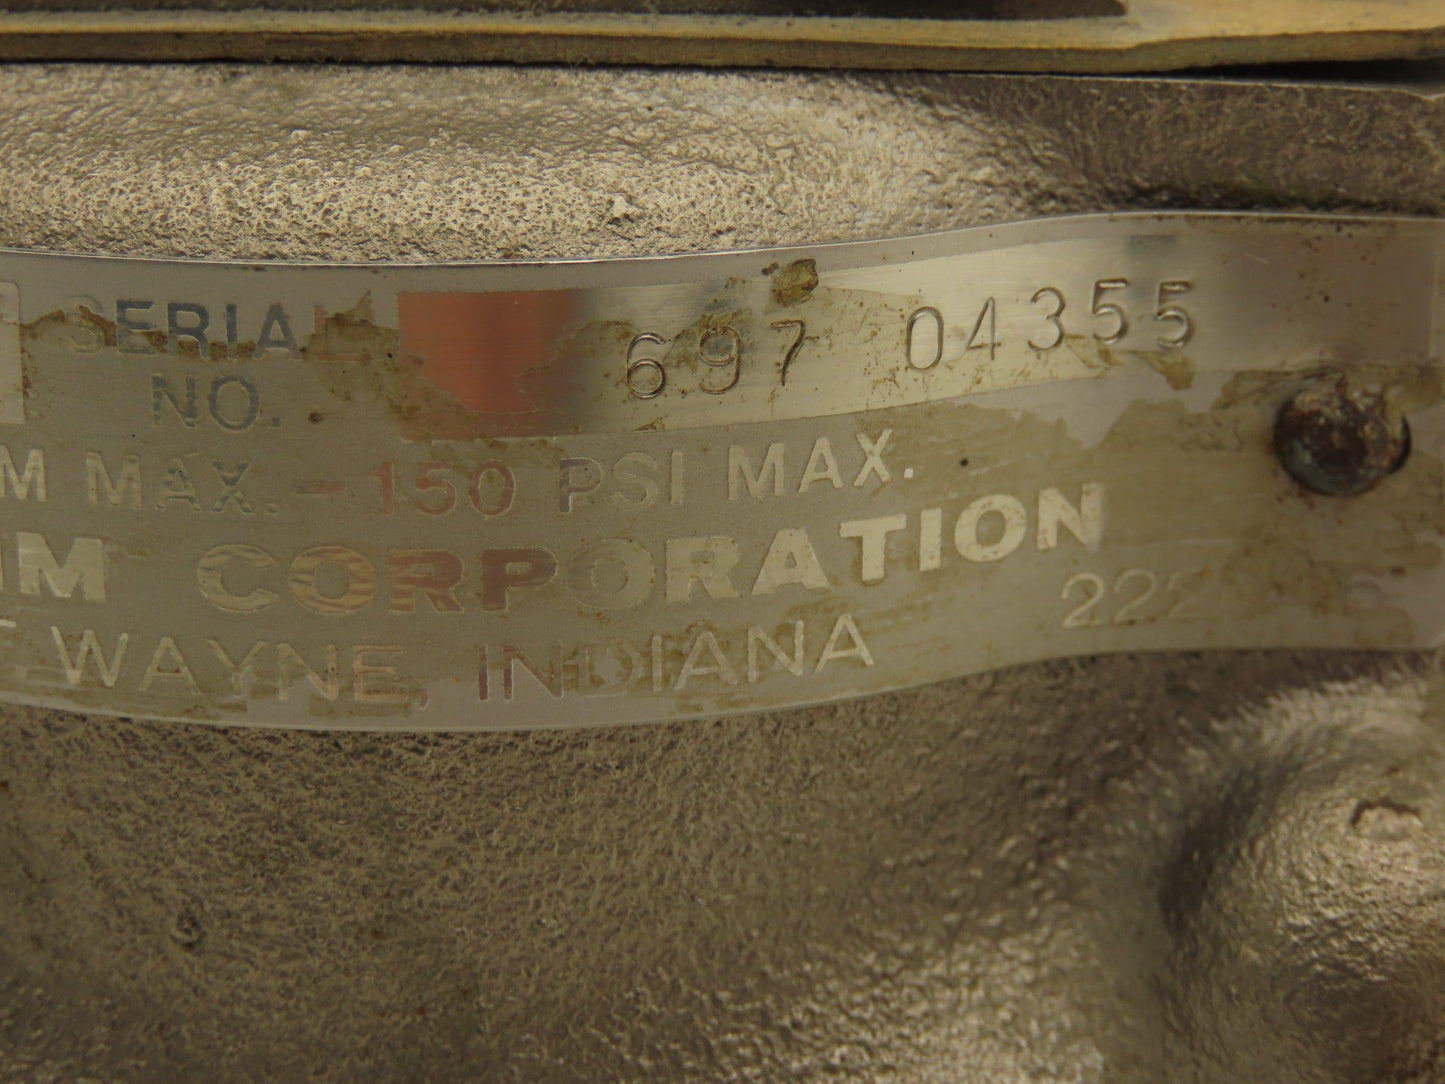 SERIAL NO. 697 04355
M MAX. - 150 PSI MAX.
CORPORATION
WAYNE, INDIANA